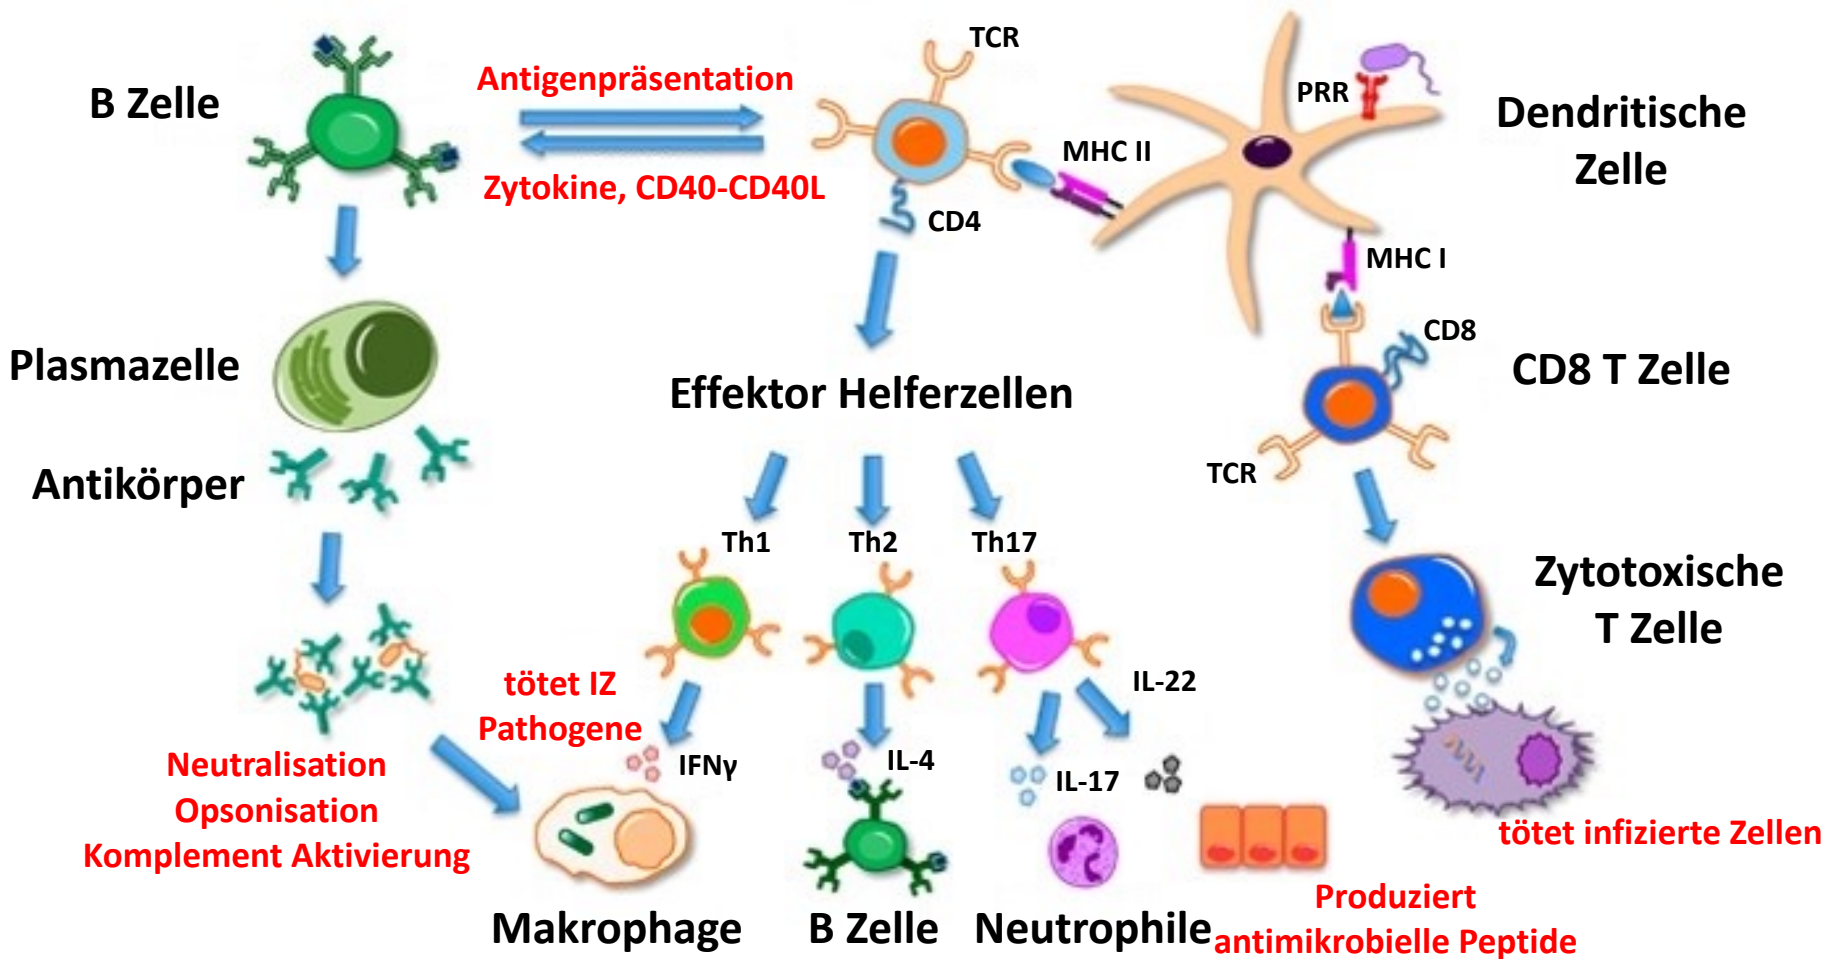 TCR
Antigenpräsentation
B Zelle
PRR
Dendritische
Zelle
MHC II
Zytokine, CD40-CD40L
CD4
MHC I
CD8
Plasmazelle
CD8 T Zelle
Effektor Helferzellen
TCR
Antikörper
Th1
Th2
Th17
Zytotoxische
T Zelle
tötet IZ
Pathogene
IL-22
Neutralisation
Opsonisation
Komplement Aktivierung
IFNγ
IL-4
IL-17
tötet infizierte Zellen
Makrophage
B Zelle
Neutrophile
Produziert
antimikrobielle Peptide